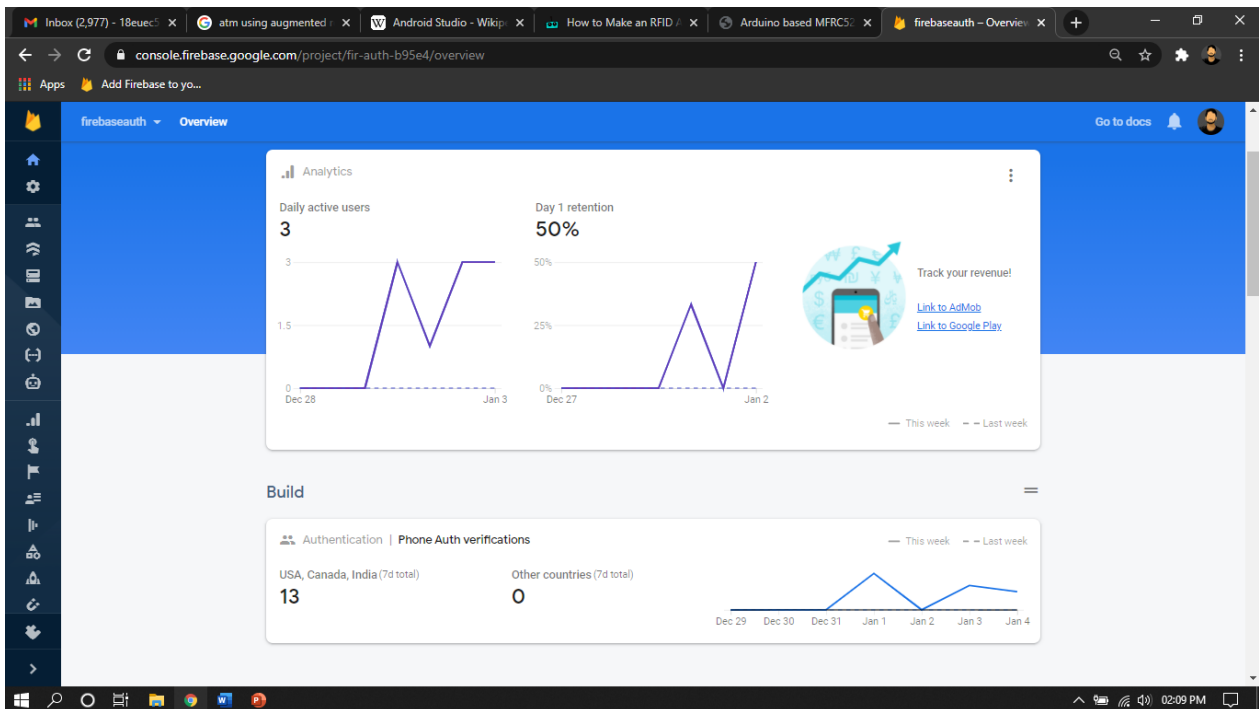 Inbox (2,977) - 18euec5
atm using augmented r
Android Studio - Wikip
How to Make an RFID A
Arduino based MFRC52
firebaseauth – Overview
console.firebase.google.com/project/fir-auth-b95e4/overview
Apps
Add Firebase to yo...
firebaseauth
Overview
Go to docs
Analytics
Daily active users
3
Day 1 retention
50%
3
1.5
0
Dec 28
Jan 3
50%
25%
0%
Dec 27
Jan 2
Track your revenue!
Link to AdMob
Link to Google Play
This week
Last week
Build
Authentication | Phone Auth verifications
This week
Last week
USA, Canada, India (7d total)
13
Other countries (7d total)
0
Dec 29 Dec 30 Dec 31 Jan 1 Jan 2 Jan 3 Jan 4
02:09 PM